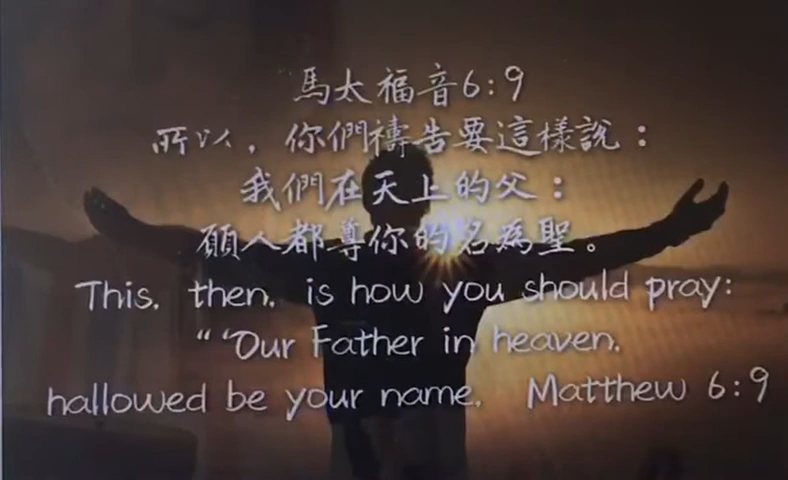 馬太福音6:9
所以，你們禱告要這樣說：
我們在天上的父：
願人都尊你的名為聖。
This, then, is how you should pray:
“ ‘Our Father in heaven,
hallowed be your name, Matthew 6:9